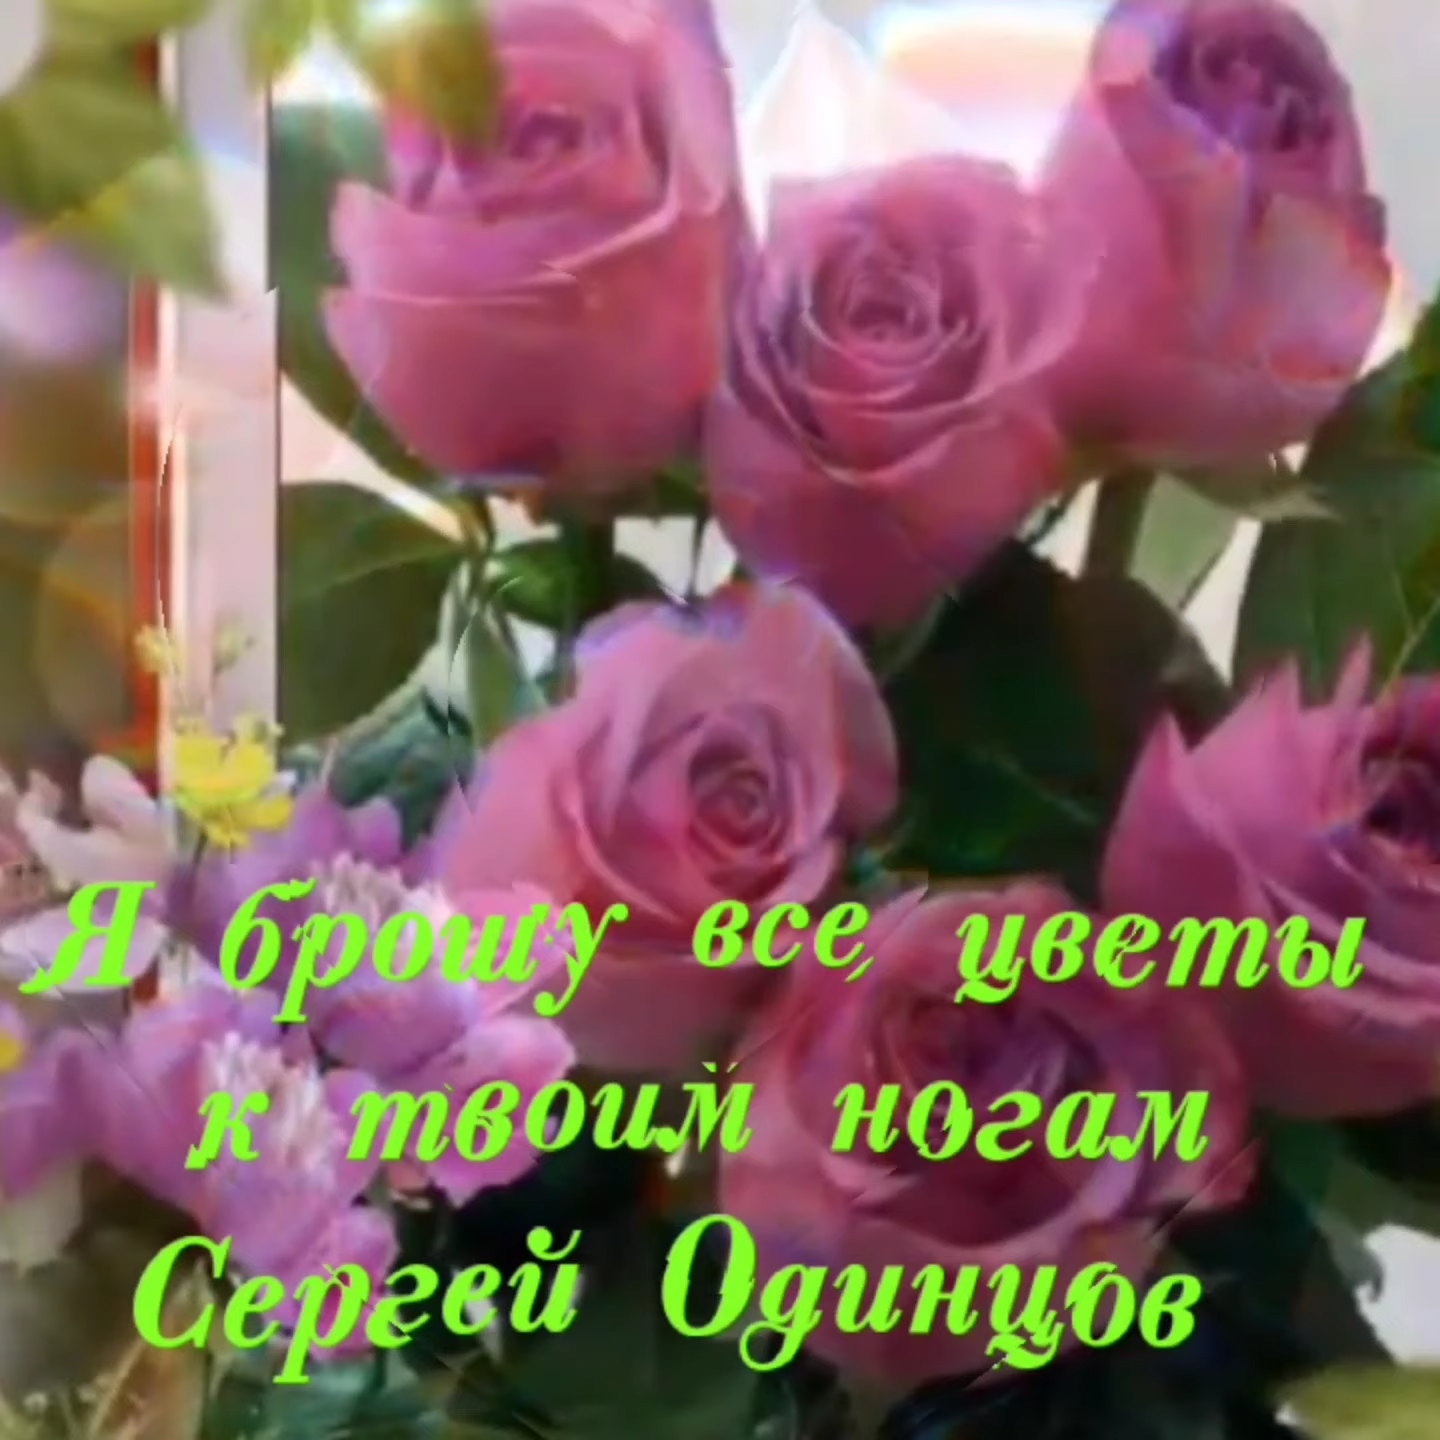 Я брошу все цветы
к твоим ногам
Сергей Одинцов